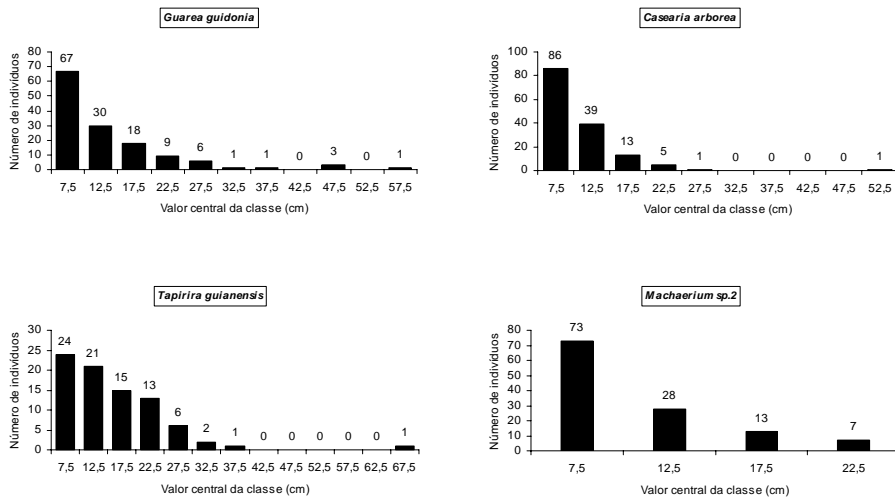 Guarea guidonia
Número de indivíduos
80
70
60
50
40
30
20
10
0
67 30 18 9 6 1 1 0 3 0 1
7,5 12,5 17,5 22,5 27,5 32,5 37,5 42,5 47,5 52,5 57,5
Valor central da classe (cm)
Casearia arborea
Número de indivíduos
100
80
60
40
20
0
86 39 13 5 1 0 0 0 0 1
7,5 12,5 17,5 22,5 27,5 32,5 37,5 42,5 47,5 52,5
Valor central da classe (cm)
Tapirira guianensis
Número de indivíduos
30
25
20
15
10
5
0
24 21 15 13 6 2 1 0 0 0 0 0 1
7,5 12,5 17,5 22,5 27,5 32,5 37,5 42,5 47,5 52,5 57,5 62,5 67,5
Valor central da classe (cm)
Machaerium sp.2
Número de indivíduos
80
70
60
50
40
30
20
10
0
73 28 13 7
7,5 12,5 17,5 22,5
Valor central da classe (cm)